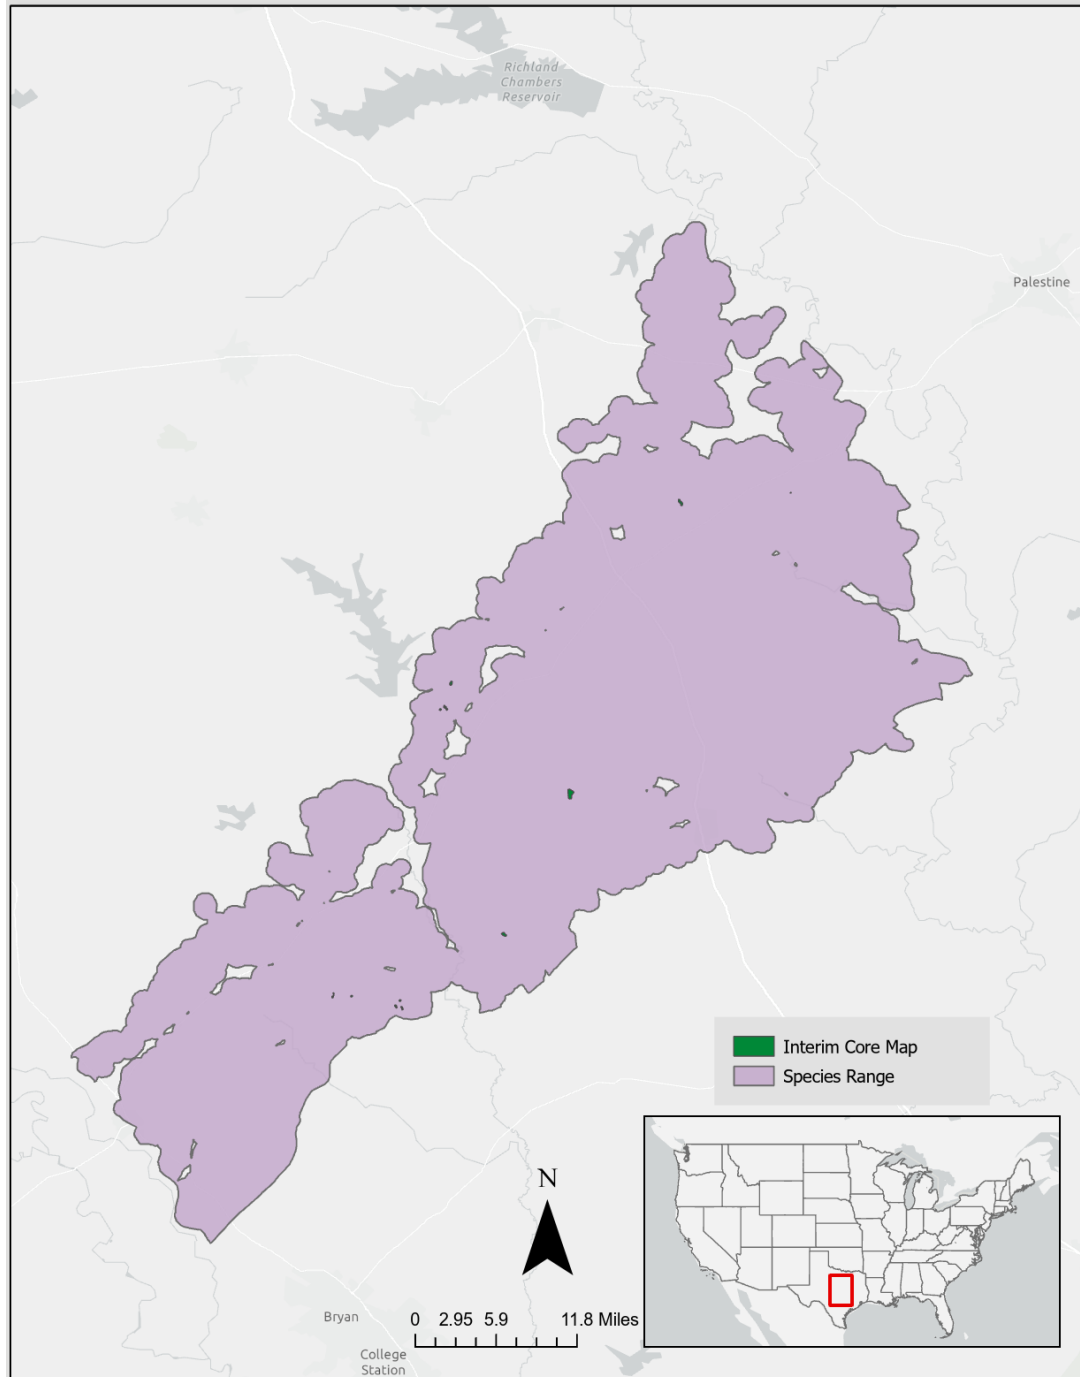 Richland
Chambers
Reservoir
Palestine
Interim Core Map
Species Range
N
0 2.95 5.9 11.8 Miles
Bryan
College
Station